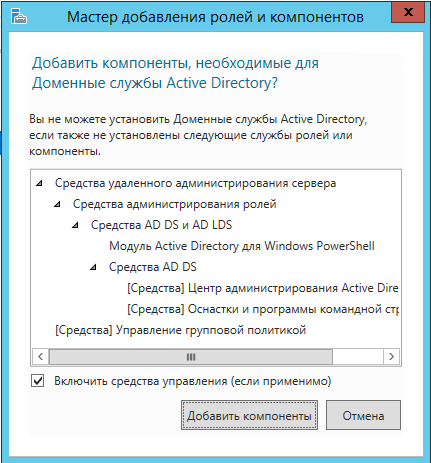 Мастер добавления ролей и компонентов
Добавить компоненты, необходимые для
Доменные службы Active Directory?
Вы не можете установить Доменные службы Active Directory,
если также не установлены следующие службы ролей или
компоненты.
Средства удаленного администрирования сервера
Средства администрирования ролей
Средства AD DS и AD LDS
Модуль Active Directory для Windows PowerShell
Средства AD DS
[Средства] Центр администрирования Active Dire
[Средства] Оснастки и программы командной стр
[Средства] Управление групповой политикой
Включить средства управления (если применимо)
Добавить компоненты
Отмена